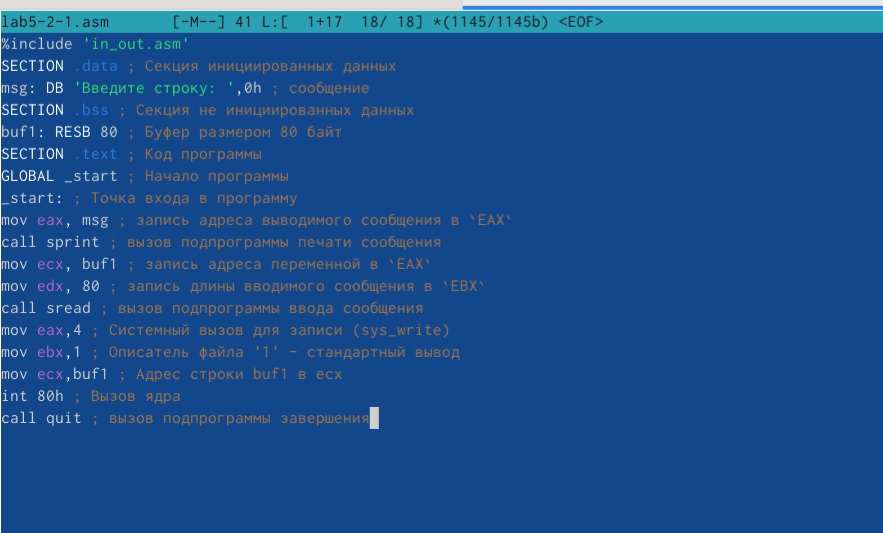 lab5-2-1.asm [-M--] 41 L:[ 1+17 18/ 18] *(1145/1145b) <EOF>
%include 'in_out.asm'
SECTION .data ; Секция инициированных данных
msg: DB 'Введите строку: ',0h ; сообщение
SECTION .bss ; Секция не инициированных данных
buf1: RESB 80 ; Буфер размером 80 байт
SECTION .text ; Код программы
GLOBAL _start ; Начало программы
_start: ; Точка входа в программу
mov eax, msg ; запись адреса выводимого сообщения в `EAX`
call sprint ; вызов подпрограммы печати сообщения
mov ecx, buf1 ; запись адреса переменной в `EAX`
mov edx, 80 ; запись длины вводимого сообщения в `EBX`
call sread ; вызов подпрограммы ввода сообщения
mov eax,4 ; Системный вызов для записи (sys_write)
mov ebx,1 ; Описатель файла '1' - стандартный вывод
mov ecx,buf1 ; Адрес строки buf1 в ecx
int 80h ; Вызов ядра
call quit ; вызов подпрограммы завершения